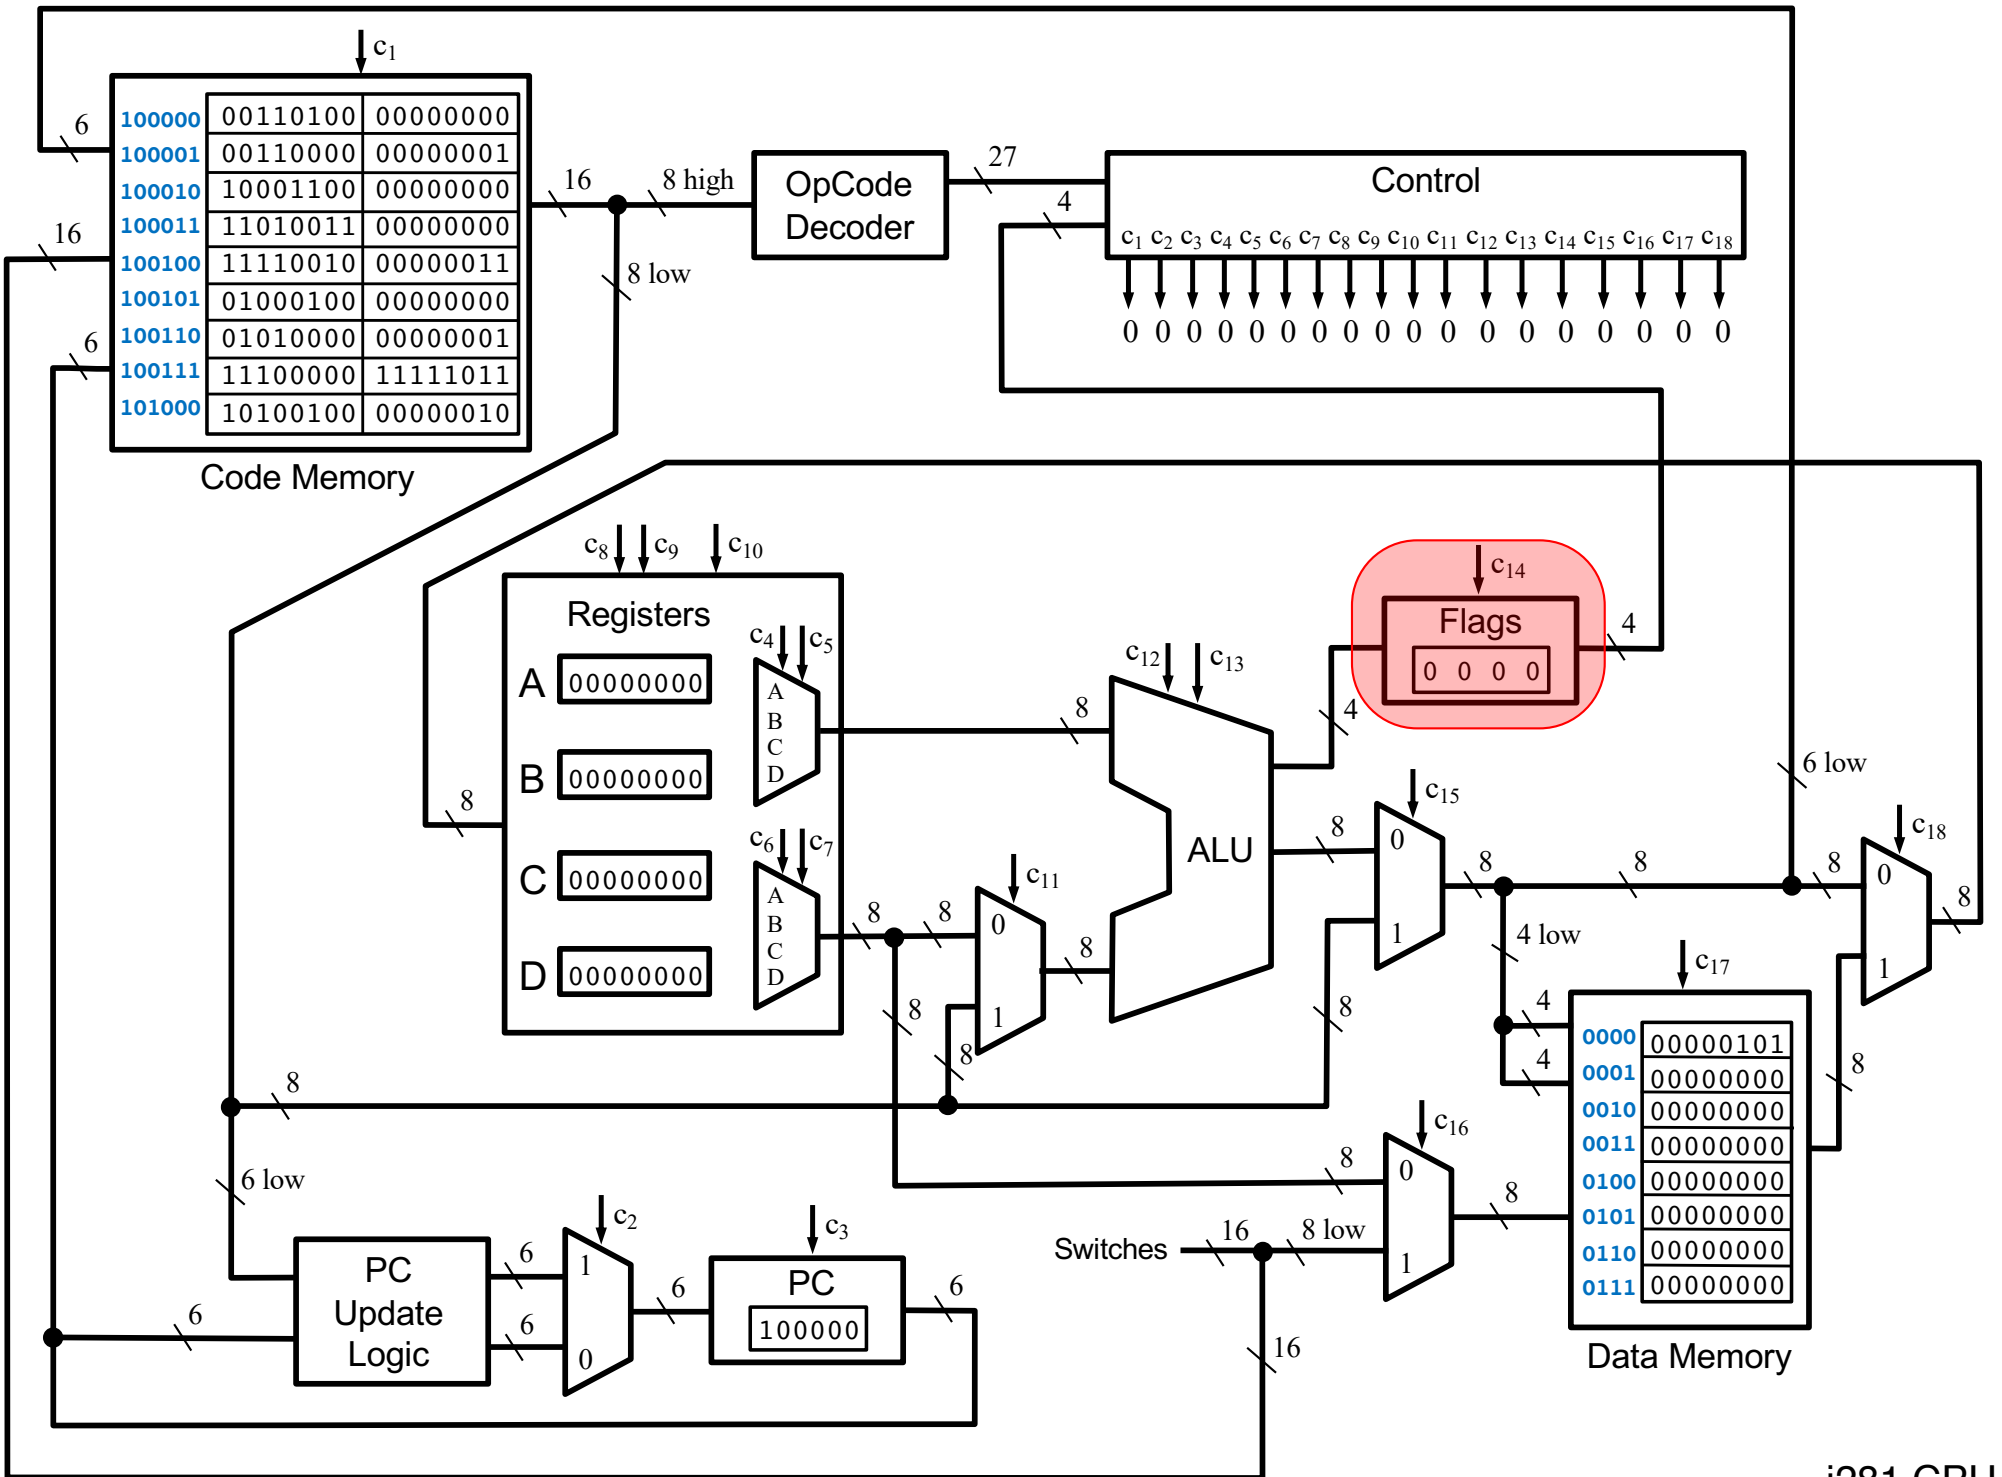 c1
100000 00110100 00000000
100001 00110000 00000001
100010 10001100 00000000
100011 11010011 00000000
100100 11110010 00000011
100101 01000100 00000000
100110 01010000 00000001
100111 11100000 11111011
101000 10100100 00000010
Code Memory
6
16
6
16
8 high
8 low
OpCode
Decoder
27
4
Control
c1 c2 c3 c4 c5 c6 c7 c8 c9 c10 c11 c12 c13 c14 c15 c16 c17 c18
0 0 0 0 0 0 0 0 0 0 0 0 0 0 0 0 0 0
c8 c9 c10
Registers
A 00000000
B 00000000
C 00000000
D 00000000
8
c4 c5
A
B
C
D
c6 c7
A
B
C
D
8
8
8
8
8
c11
0
1
8
c12 c13
ALU
c14
Flags
0 0 0 0
4
4
8
c15
0
1
8
8
8
8
6 low
4 low
c18
0
1
8
c17
4
4
0000 00000101
0001 00000000
0010 00000000
0011 00000000
0100 00000000
0101 00000000
0110 00000000
0111 00000000
Data Memory
8
8
6 low
c16
8
0
1
8
Switches
16
8 low
16
PC
Update
Logic
6
6
6
c2
1
0
6
c3
PC
100000
6